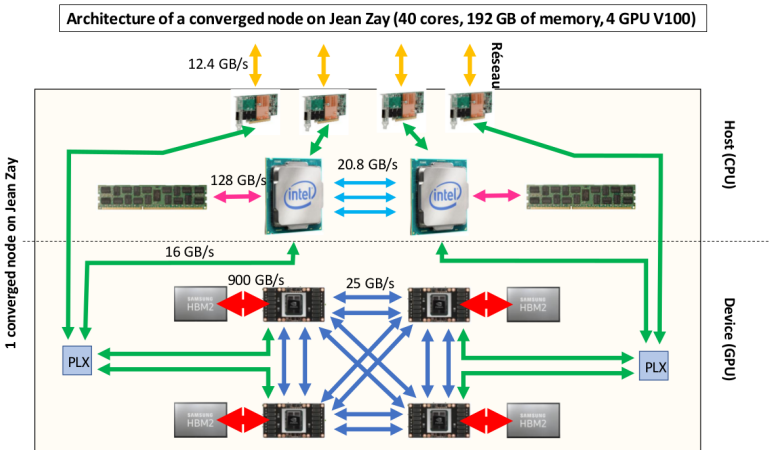 Architecture of a converged node on Jean Zay (40 cores, 192 GB of memory, 4 GPU V100)
12.4 GB/s
Réseau
Host (CPU)
1 converged node on Jean Zay
128 GB/s
intel
20.8 GB/s
intel
16 GB/s
900 GB/s
25 GB/s
SAMSUNG
HBM2
SAMSUNG
HBM2
Device (GPU)
PLX
PLX
SAMSUNG
HBM2
SAMSUNG
HBM2